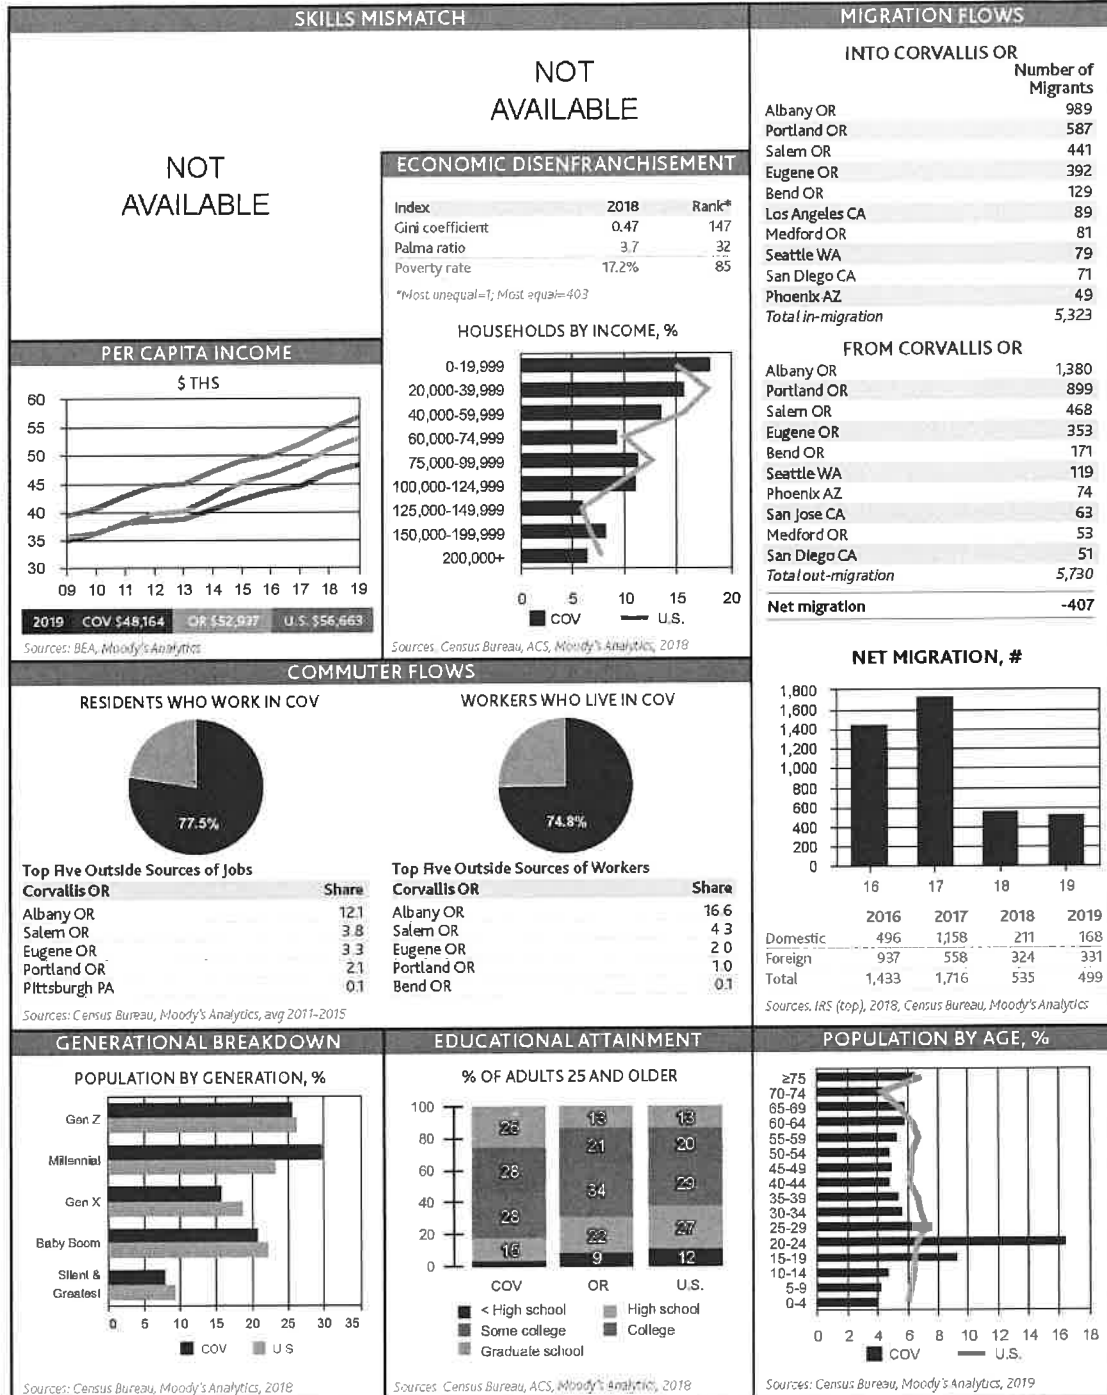 SKILLS MISMATCH
NOT
AVAILABLE
NOT
AVAILABLE
ECONOMIC DISENFRANCHISEMENT
Index 2018 Rank*
Gini coefficient 0.47 147
Palma ratio 3.7 32
Poverty rate 17.2% 85
*Most unequal=1; Most equal=403
HOUSEHOLDS BY INCOME, %
0-19,999
20,000-39,999
40,000-59,999
60,000-74,999
75,000-99,999
100,000-124,999
125,000-149,999
150,000-199,999
200,000+
0 5 10 15 20
COV U.S.
Sources: Census Bureau, ACS, Moody's Analytics, 2018
PER CAPITA INCOME
$ THS
60
55
50
45
40
35
30
09 10 11 12 13 14 15 16 17 18 19
2019 COV $48,164 OR $52,937 U.S. $56,663
Sources: BEA, Moody's Analytics
MIGRATION FLOWS
INTO CORVALLIS OR
Number of
Migrants
Albany OR 989
Portland OR 587
Salem OR 441
Eugene OR 392
Bend OR 129
Los Angeles CA 89
Medford OR 81
Seattle WA 79
San Diego CA 71
Phoenix AZ 49
Total in-migration 5,323
FROM CORVALLIS OR
Albany OR 1,380
Portland OR 899
Salem OR 468
Eugene OR 353
Bend OR 171
Seattle WA 119
Phoenix AZ 74
San Jose CA 63
Medford OR 53
San Diego CA 51
Total out-migration 5,730
Net migration -407
NET MIGRATION, #
1,800
1,600
1,400
1,200
1,000
800
600
400
200
0
16 17 18 19
2016 2017 2018 2019
Domestic 496 1,158 211 168
Foreign 937 558 324 331
Total 1,433 1,716 535 499
Sources: IRS (top), 2018, Census Bureau, Moody's Analytics
COMMUTER FLOWS
RESIDENTS WHO WORK IN COV
77.5%
Top Five Outside Sources of Jobs
Corvallis OR Share
Albany OR 12.1
Salem OR 3.8
Eugene OR 3.3
Portland OR 2.1
Pittsburgh PA 0.1
WORKERS WHO LIVE IN COV
74.8%
Top Five Outside Sources of Workers
Corvallis OR Share
Albany OR 16.6
Salem OR 4.3
Eugene OR 2.0
Portland OR 1.0
Bend OR 0.1
Sources: Census Bureau, Moody's Analytics, avg 2011-2015
GENERATIONAL BREAKDOWN
POPULATION BY GENERATION, %
Gen Z
Millennial
Gen X
Baby Boom
Silent &
Greatest
0 5 10 15 20 25 30 35
COV U.S.
Sources: Census Bureau, Moody's Analytics, 2018
EDUCATIONAL ATTAINMENT
% OF ADULTS 25 AND OLDER
100
80
60
40
20
0
25 13 13
28 21 20
28 34 29
15 22 27
9 12
COV OR U.S.
< High school High school
Some college College
Graduate school
Sources: Census Bureau, ACS, Moody's Analytics, 2018
POPULATION BY AGE, %
≥75
70-74
65-69
60-64
55-59
50-54
45-49
40-44
35-39
30-34
25-29
20-24
15-19
10-14
5-9
0-4
0 2 4 6 8 10 12 14 16 18
COV U.S.
Sources: Census Bureau, Moody's Analytics, 2019